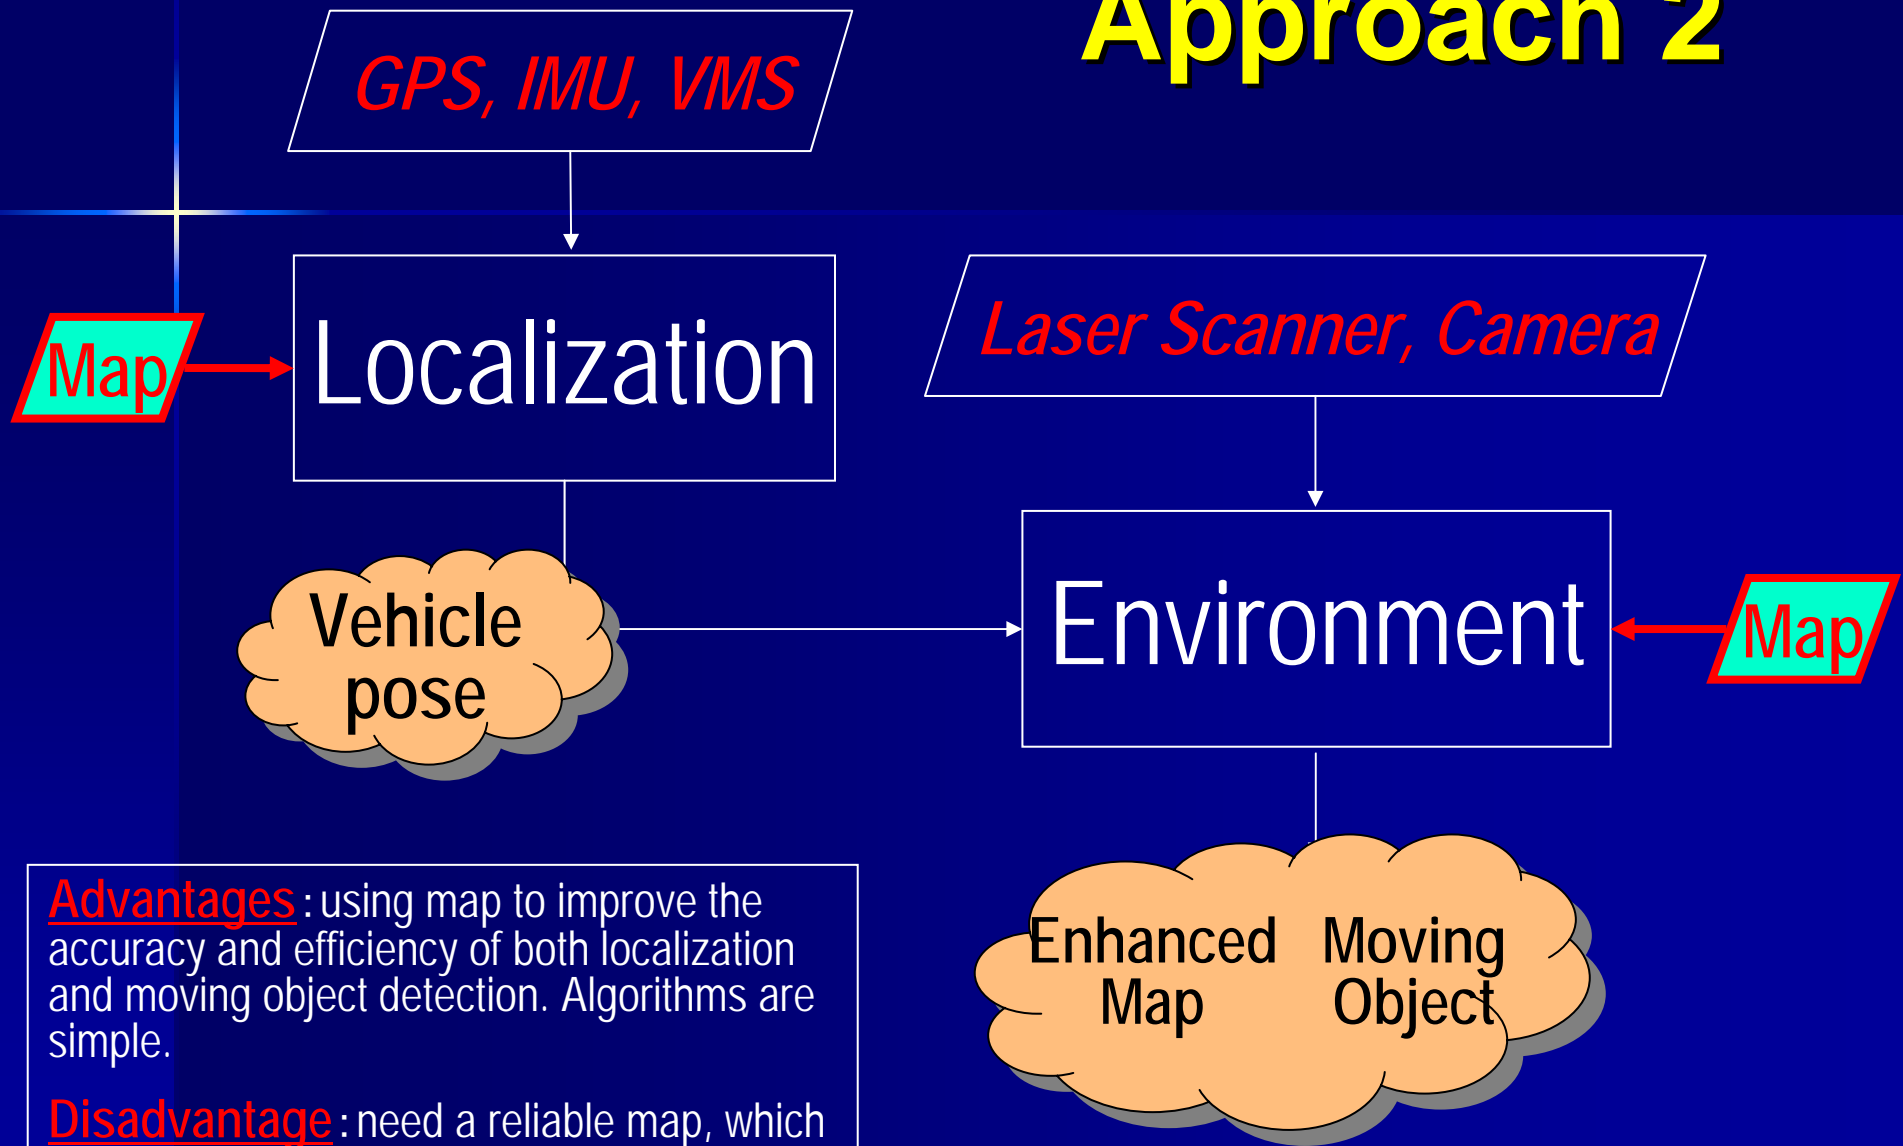 Approach 2
GPS, IMU, VMS
Map
Localization
Laser Scanner, Camera
Vehicle
pose
Environment
Map
Enhanced Moving
Map Object
Advantages: using map to improve the
accuracy and efficiency of both localization
and moving object detection. Algorithms are
simple.
Disadvantage: need a reliable map, which